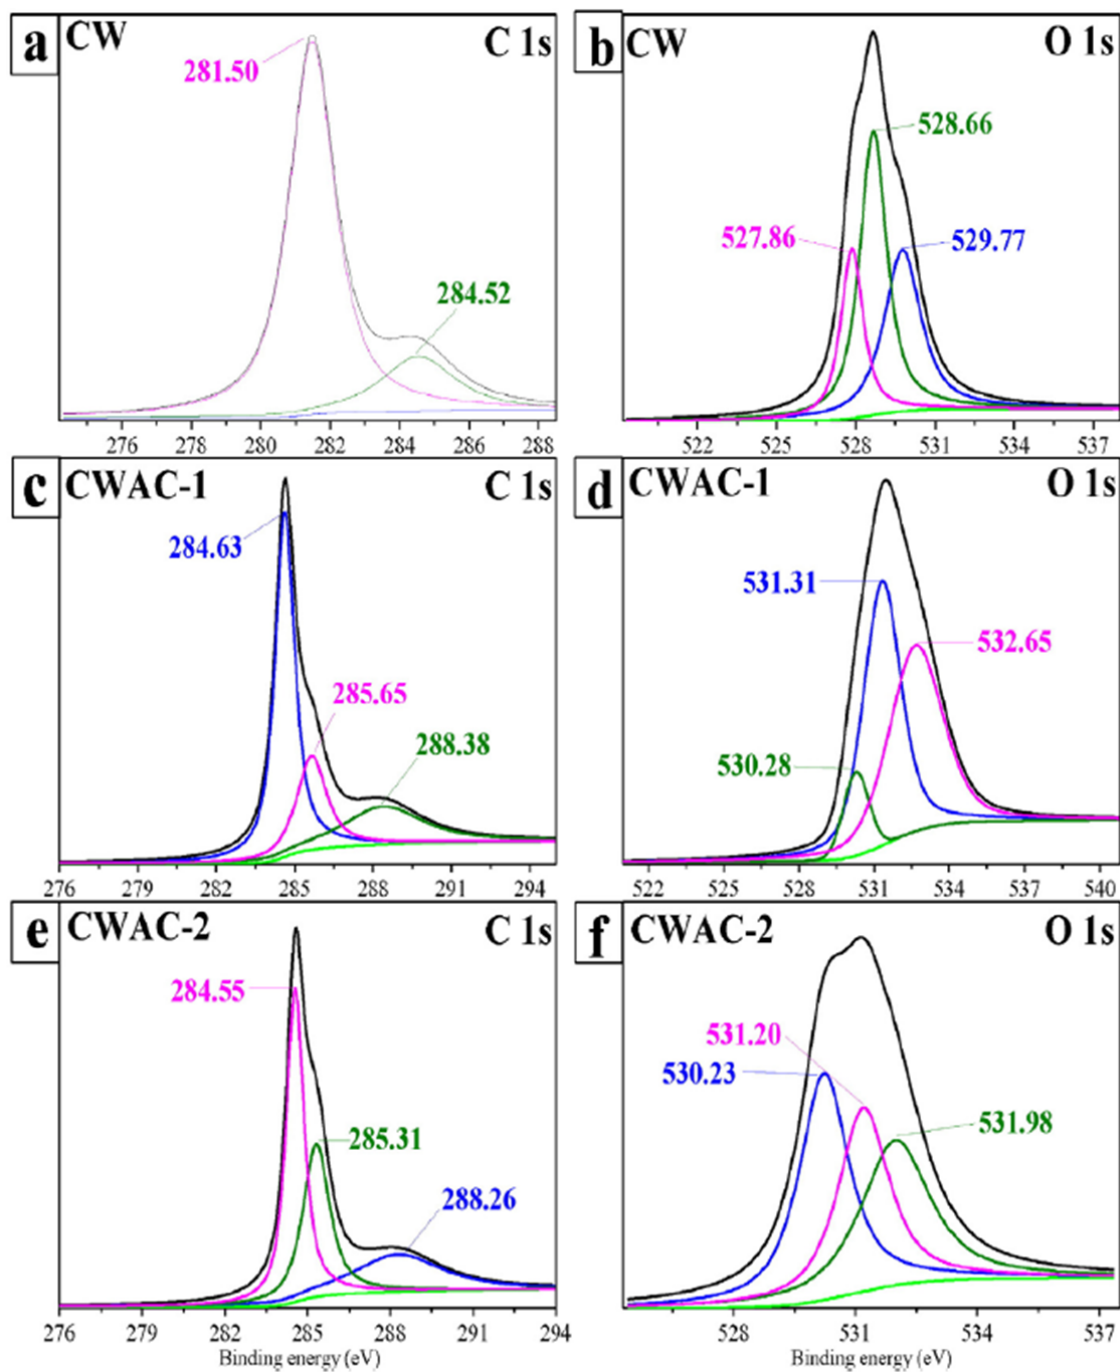 a CW C 1s
281.50
284.52
276 278 280 282 284 286 288
b CW O 1s
528.66
527.86
529.77
522 525 528 531 534 537
c CWAC-1 C 1s
284.63
285.65
288.38
276 279 282 285 288 291 294
d CWAC-1 O 1s
531.31
532.65
530.28
522 525 528 531 534 537 540
e CWAC-2 C 1s
284.55
285.31
288.26
276 279 282 285 288 291 294
Binding energy (eV)
f CWAC-2 O 1s
531.20
530.23
531.98
528 531 534 537
Binding energy (eV)